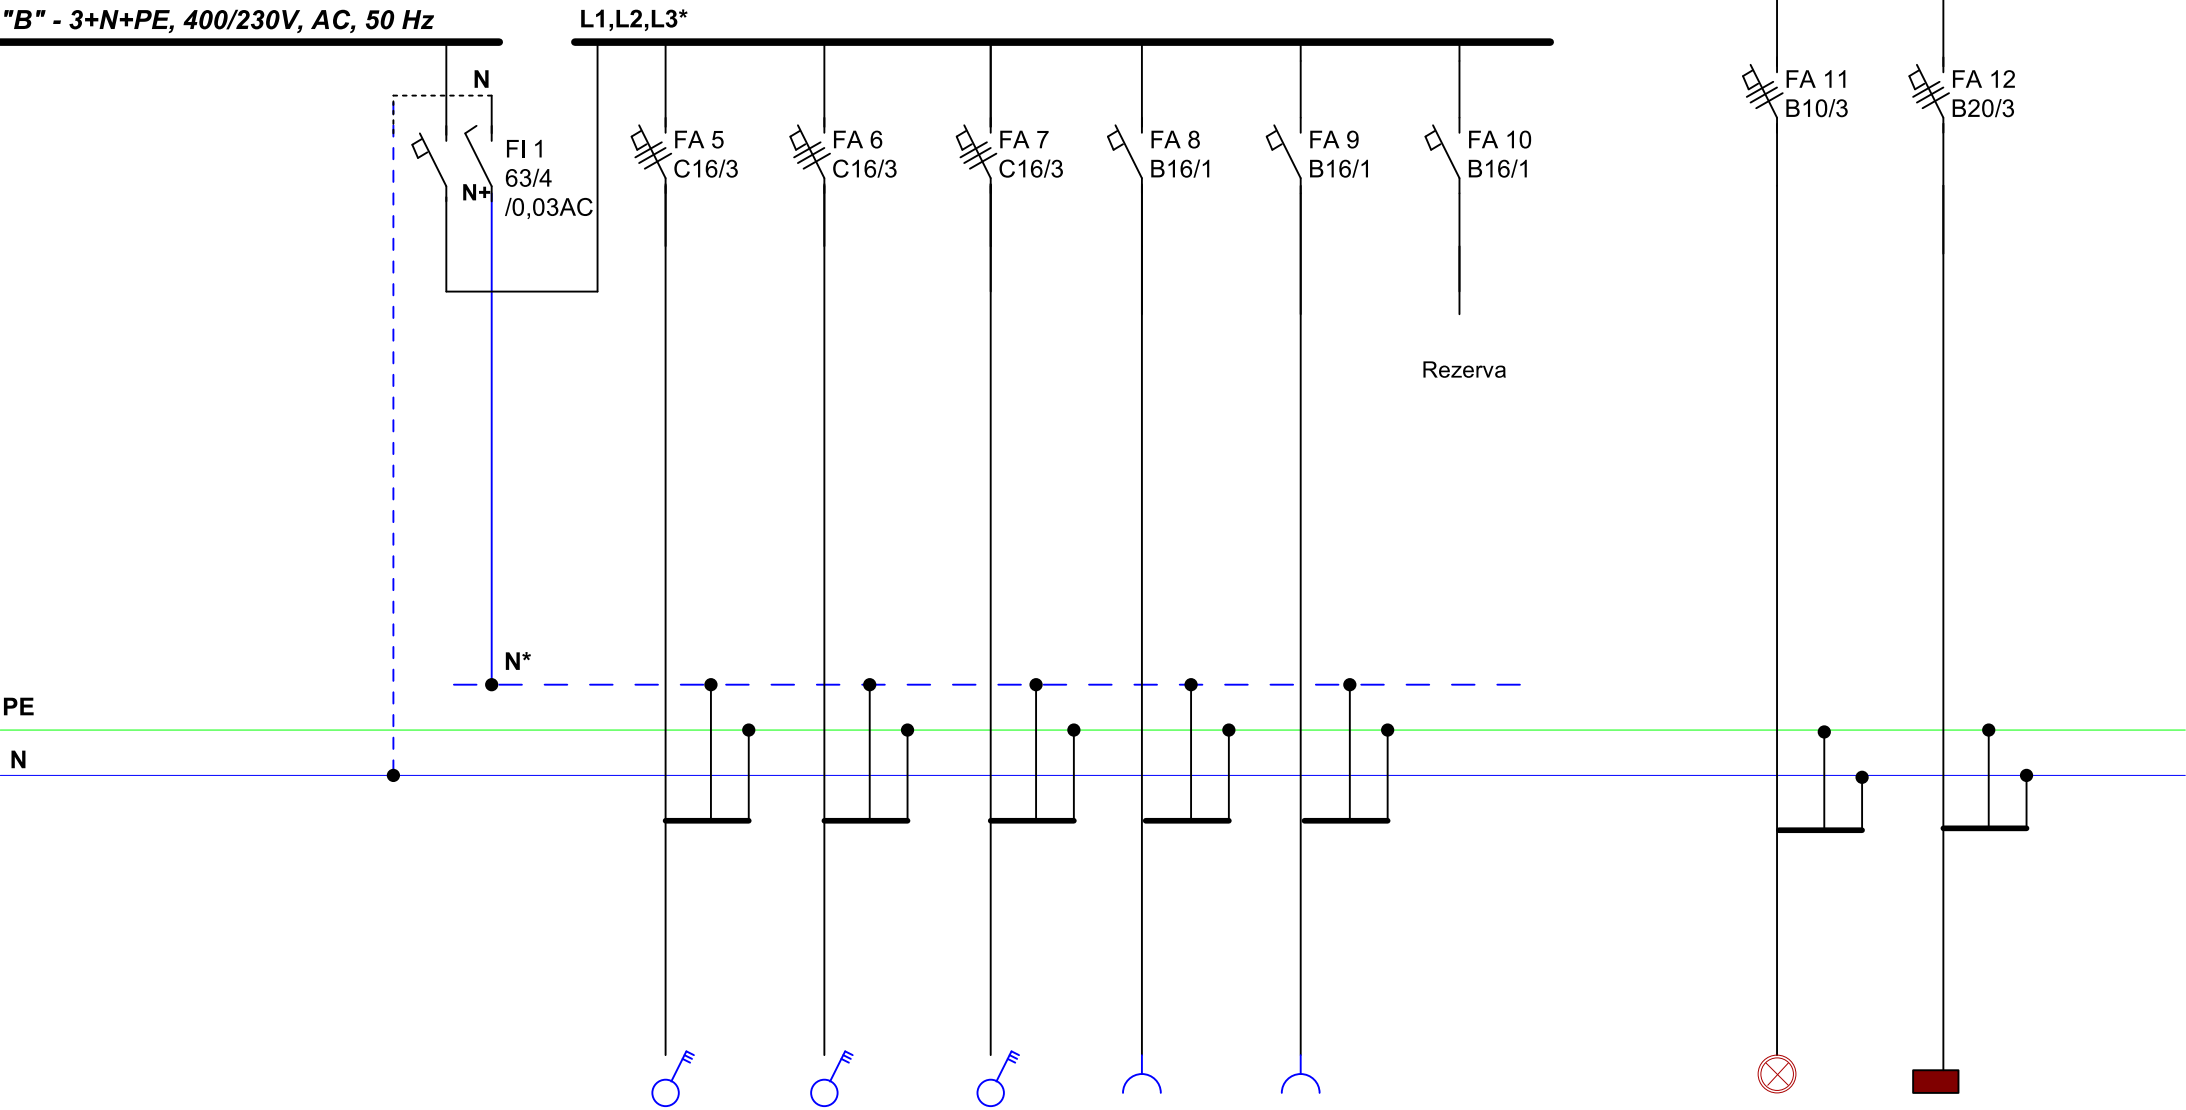 "B" - 3+N+PE, 400/230V, AC, 50 Hz
L1,L2,L3*
N
FI 1
63/4
/0,03AC
N+
FA 5
C16/3
FA 6
C16/3
FA 7
C16/3
FA 8
B16/1
FA 9
B16/1
FA 10
B16/1
FA 11
B10/3
FA 12
B20/3
Rezerva
N*
PE
N